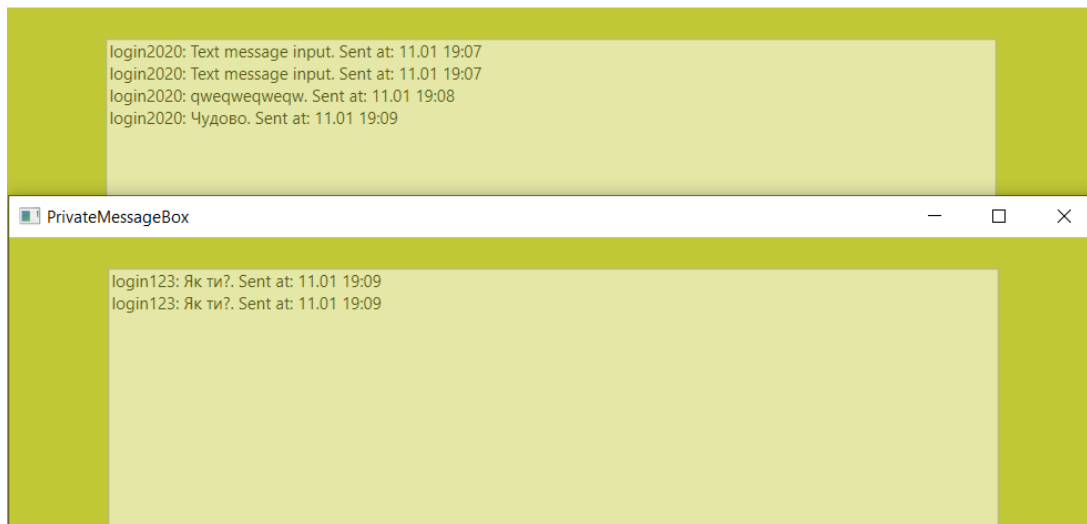 login2020: Text message input. Sent at: 11.01 19:07
login2020: Text message input. Sent at: 11.01 19:07
login2020: qweqweqweqw. Sent at: 11.01 19:08
login2020: Чудово. Sent at: 11.01 19:09
PrivateMessageBox
login123: Як ти?. Sent at: 11.01 19:09
login123: Як ти?. Sent at: 11.01 19:09